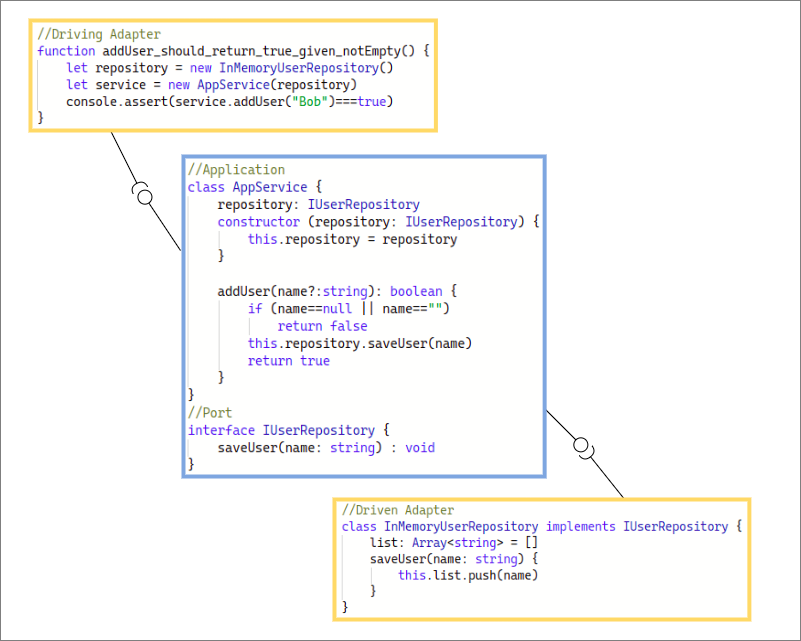 //Driving Adapter
function addUser_should_return_true_given_notEmpty() {
    let repository = new InMemoryUserRepository()
    let service = new AppService(repository)
    console.assert(service.addUser("Bob")===true)
}
//Application
class AppService {
    repository: IUserRepository
    constructor (repository: IUserRepository) {
        this.repository = repository
    }
    addUser(name?:string): boolean {
        if (name==null || name=="")
            return false
        this.repository.saveUser(name)
        return true
    }
}
//Port
interface IUserRepository {
    saveUser(name: string) : void
}
//Driven Adapter
class InMemoryUserRepository implements IUserRepository {
    list: Array<string> = []
    saveUser(name: string) {
        this.list.push(name)
    }
}